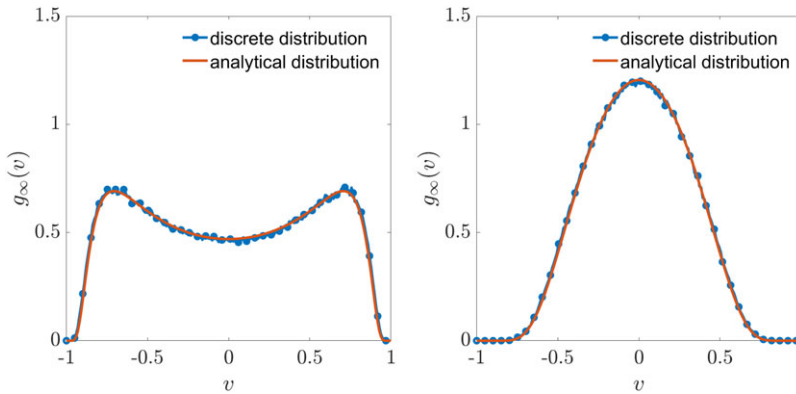 1.5
discrete distribution
analytical distribution
1
g∞(v)
0.5
0
-1
-0.5
0
0.5
1
v
1.5
discrete distribution
analytical distribution
1
g∞(v)
0.5
0
-1
-0.5
0
0.5
v